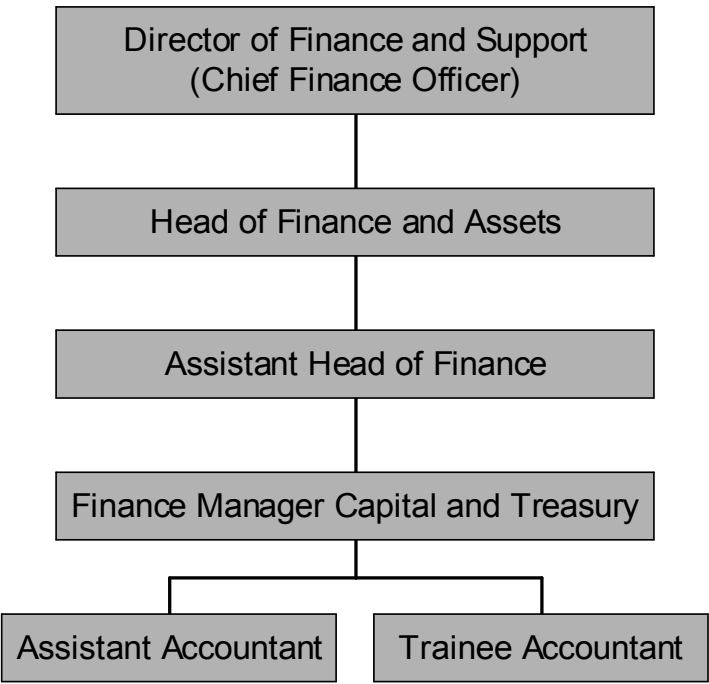 Director of Finance and Support
(Chief Finance Officer)
Head of Finance and Assets
Assistant Head of Finance
Finance Manager Capital and Treasury
Assistant Accountant
Trainee Accountant